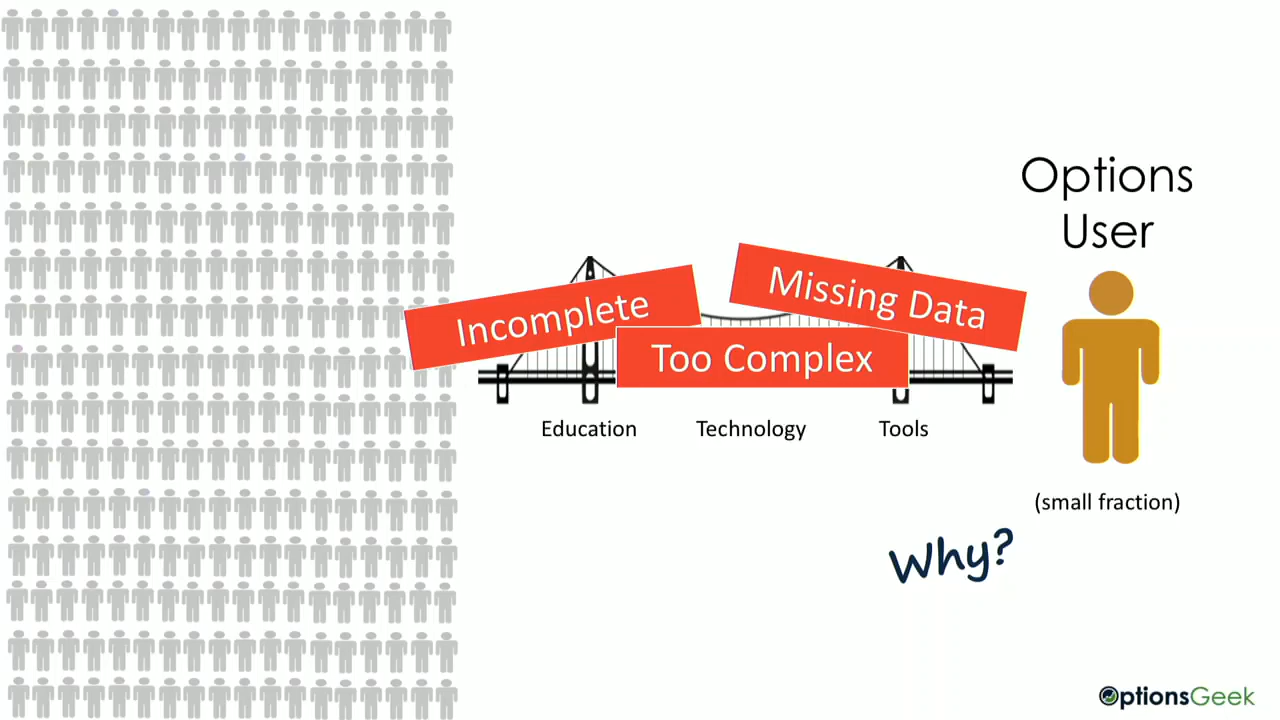 Options
User
Incomplete
Missing Data
Too Complex
Education
Technology
Tools
(small fraction)
Why?
OptionsGeek